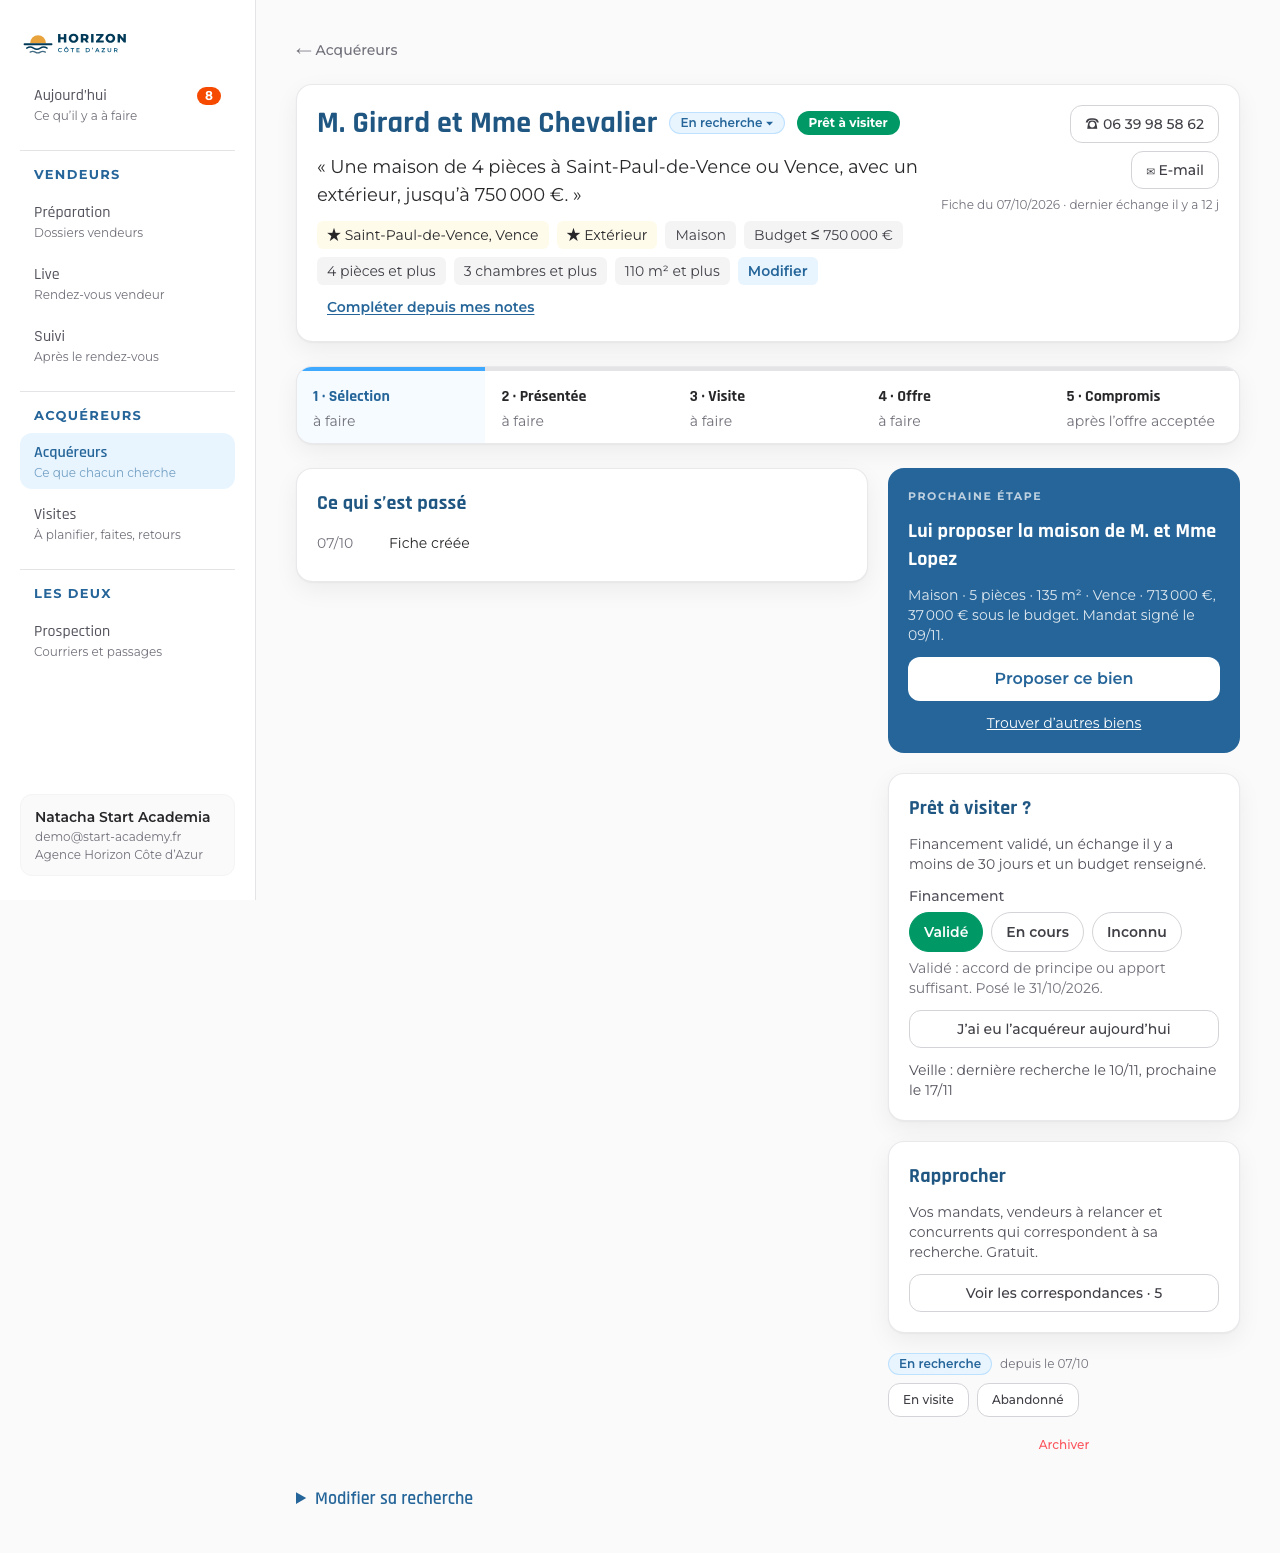 HORIZON
CÔTE D'AZUR
Aujourd’hui
8
Ce qu’il y a à faire
VENDEURS
Préparation
Dossiers vendeurs
Live
Rendez-vous vendeur
Suivi
Après le rendez-vous
ACQUÉREURS
Acquéreurs
Ce que chacun cherche
Visites
À planifier, faites, retours
LES DEUX
Prospection
Courriers et passages
Natacha Start Academia
demo@start-academy.fr
Agence Horizon Côte d’Azur
← Acquéreurs
M. Girard et Mme Chevalier
En recherche ▾
Prêt à visiter
« Une maison de 4 pièces à Saint-Paul-de-Vence ou Vence, avec un
extérieur, jusqu’à 750 000 €. »
★ Saint-Paul-de-Vence, Vence
★ Extérieur
Maison
Budget ≤ 750 000 €
4 pièces et plus
3 chambres et plus
110 m² et plus
Modifier
Compléter depuis mes notes
☎ 06 39 98 58 62
✉ E-mail
Fiche du 07/10/2026 · dernier échange il y a 12 j
1 · Sélection
à faire
2 · Présentée
à faire
3 · Visite
à faire
4 · Offre
à faire
5 · Compromis
après l’offre acceptée
Ce qui s’est passé
07/10 Fiche créée
PROCHAINE ÉTAPE
Lui proposer la maison de M. et Mme
Lopez
Maison · 5 pièces · 135 m² · Vence · 713 000 €,
37 000 € sous le budget. Mandat signé le
09/11.
Proposer ce bien
Trouver d’autres biens
Prêt à visiter ?
Financement validé, un échange il y a
moins de 30 jours et un budget renseigné.
Financement
Validé
En cours
Inconnu
Validé : accord de principe ou apport
suffisant. Posé le 31/10/2026.
J’ai eu l’acquéreur aujourd’hui
Veille : dernière recherche le 10/11, prochaine
le 17/11
Rapprocher
Vos mandats, vendeurs à relancer et
concurrents qui correspondent à sa
recherche. Gratuit.
Voir les correspondances · 5
En recherche
depuis le 07/10
En visite
Abandonné
Archiver
▶ Modifier sa recherche